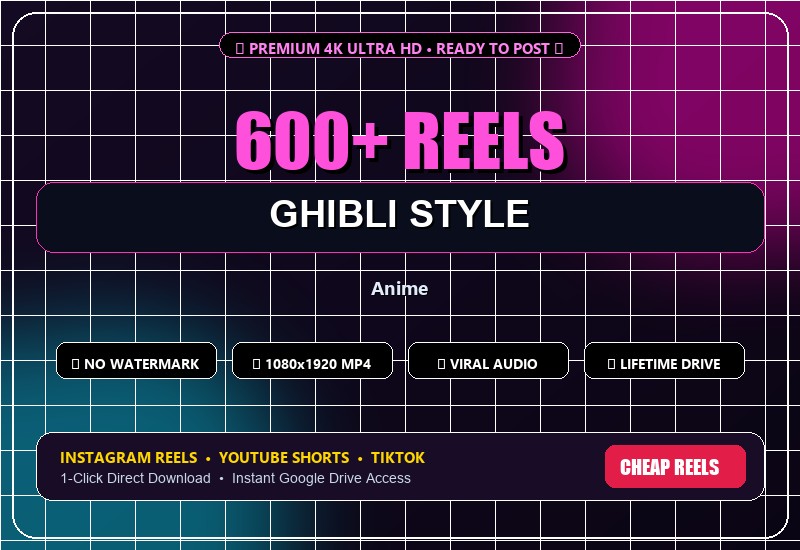 PREMIUM 4K ULTRA HD • READY TO POST
600+ REELS
GHIBLI STYLE
Anime
NO WATERMARK
1080x1920 MP4
VIRAL AUDIO
LIFETIME DRIVE
INSTAGRAM REELS • YOUTUBE SHORTS • TIKTOK
1-Click Direct Download • Instant Google Drive Access
CHEAP REELS